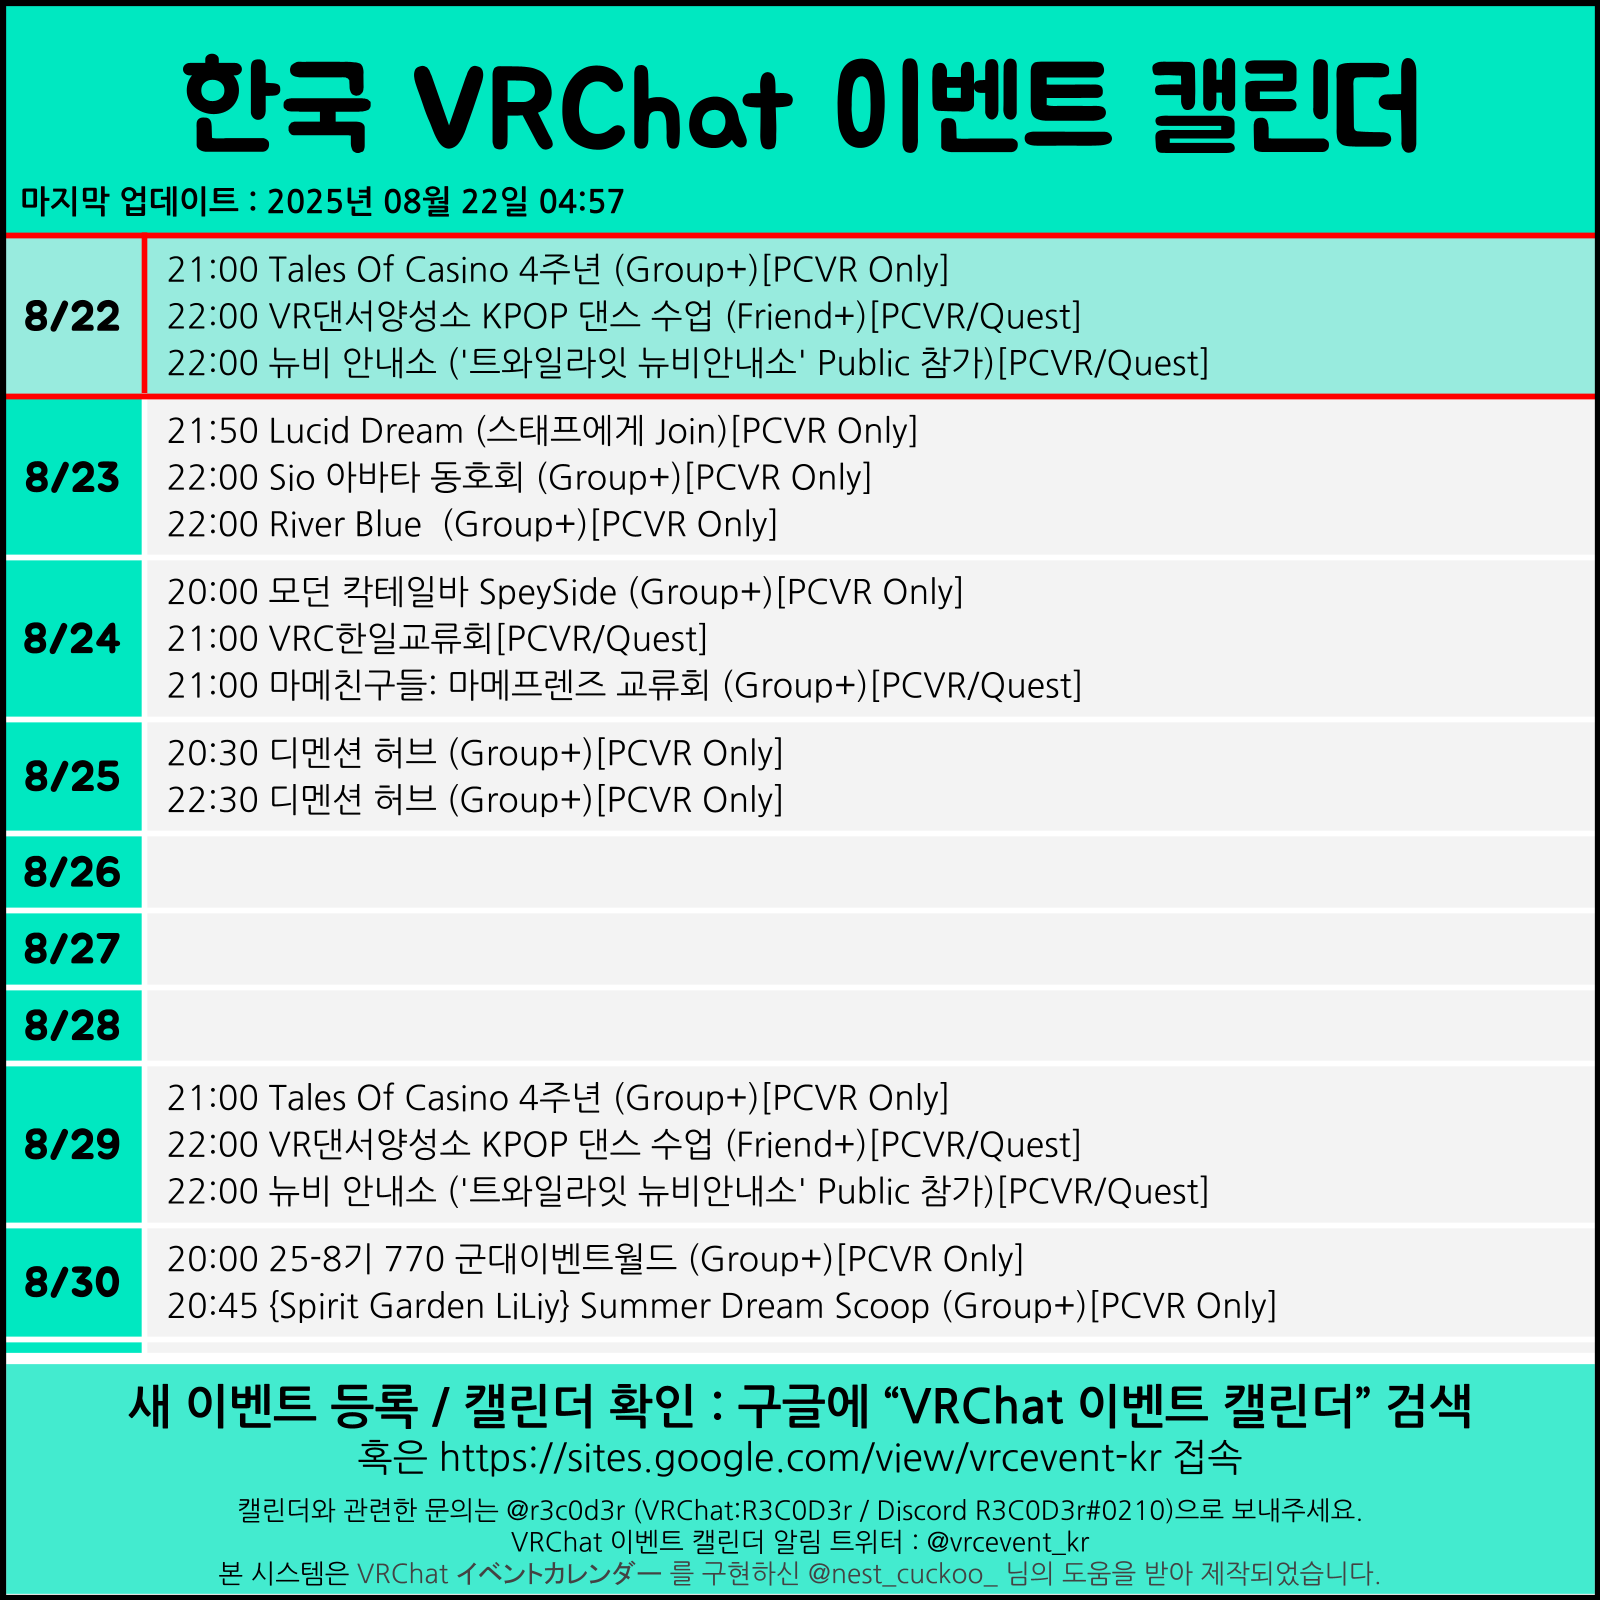 한국 VRChat 이벤트 캘린더
마지막 업데이트 : 2025년 08월 22일 04:57
8/22
21:00 Tales Of Casino 4주년 (Group+)[PCVR Only]
22:00 VR댄서양성소 KPOP 댄스 수업 (Friend+)[PCVR/Quest]
22:00 뉴비 안내소 ('트와일라잇 뉴비안내소' Public 참가)[PCVR/Quest]
8/23
21:50 Lucid Dream (스태프에게 Join)[PCVR Only]
22:00 Sio 아바타 동호회 (Group+)[PCVR Only]
22:00 River Blue  (Group+)[PCVR Only]
8/24
20:00 모던 칵테일바 SpeySide (Group+)[PCVR Only]
21:00 VRC한일교류회[PCVR/Quest]
21:00 마메친구들: 마메프렌즈 교류회 (Group+)[PCVR/Quest]
8/25
20:30 디멘션 허브 (Group+)[PCVR Only]
22:30 디멘션 허브 (Group+)[PCVR Only]
8/26
8/27
8/28
8/29
21:00 Tales Of Casino 4주년 (Group+)[PCVR Only]
22:00 VR댄서양성소 KPOP 댄스 수업 (Friend+)[PCVR/Quest]
22:00 뉴비 안내소 ('트와일라잇 뉴비안내소' Public 참가)[PCVR/Quest]
8/30
20:00 25-8기 770 군대이벤트월드 (Group+)[PCVR Only]
20:45 {Spirit Garden LiLiy} Summer Dream Scoop (Group+)[PCVR Only]
새 이벤트 등록 / 캘린더 확인 : 구글에 “VRChat 이벤트 캘린더” 검색
혹은 https://sites.google.com/view/vrcevent-kr 접속
캘린더와 관련한 문의는 @r3c0d3r (VRChat:R3C0D3r / Discord R3C0D3r#0210)으로 보내주세요.
VRChat 이벤트 캘린더 알림 트위터 : @vrcevent_kr
본 시스템은 VRChat イベントカレンダー 를 구현하신 @nest_cuckoo_ 님의 도움을 받아 제작되었습니다.